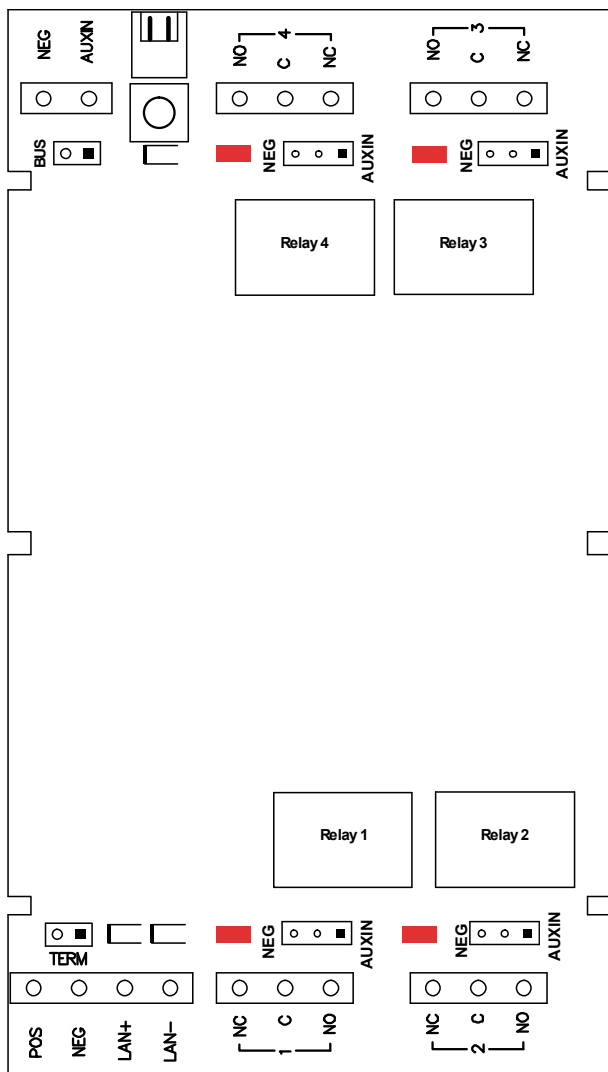 NEG
AUXIN
NO
4
C
NC
NO
3
C
NC
BUS
NEG
AUXIN
NEG
AUXIN
Relay 4
Relay 3
Relay 1
Relay 2
TERM
NEG
AUXIN
NEG
AUXIN
POS
NEG
LAN+
LAN-
NC
C
NO
1
NC
C
NO
2